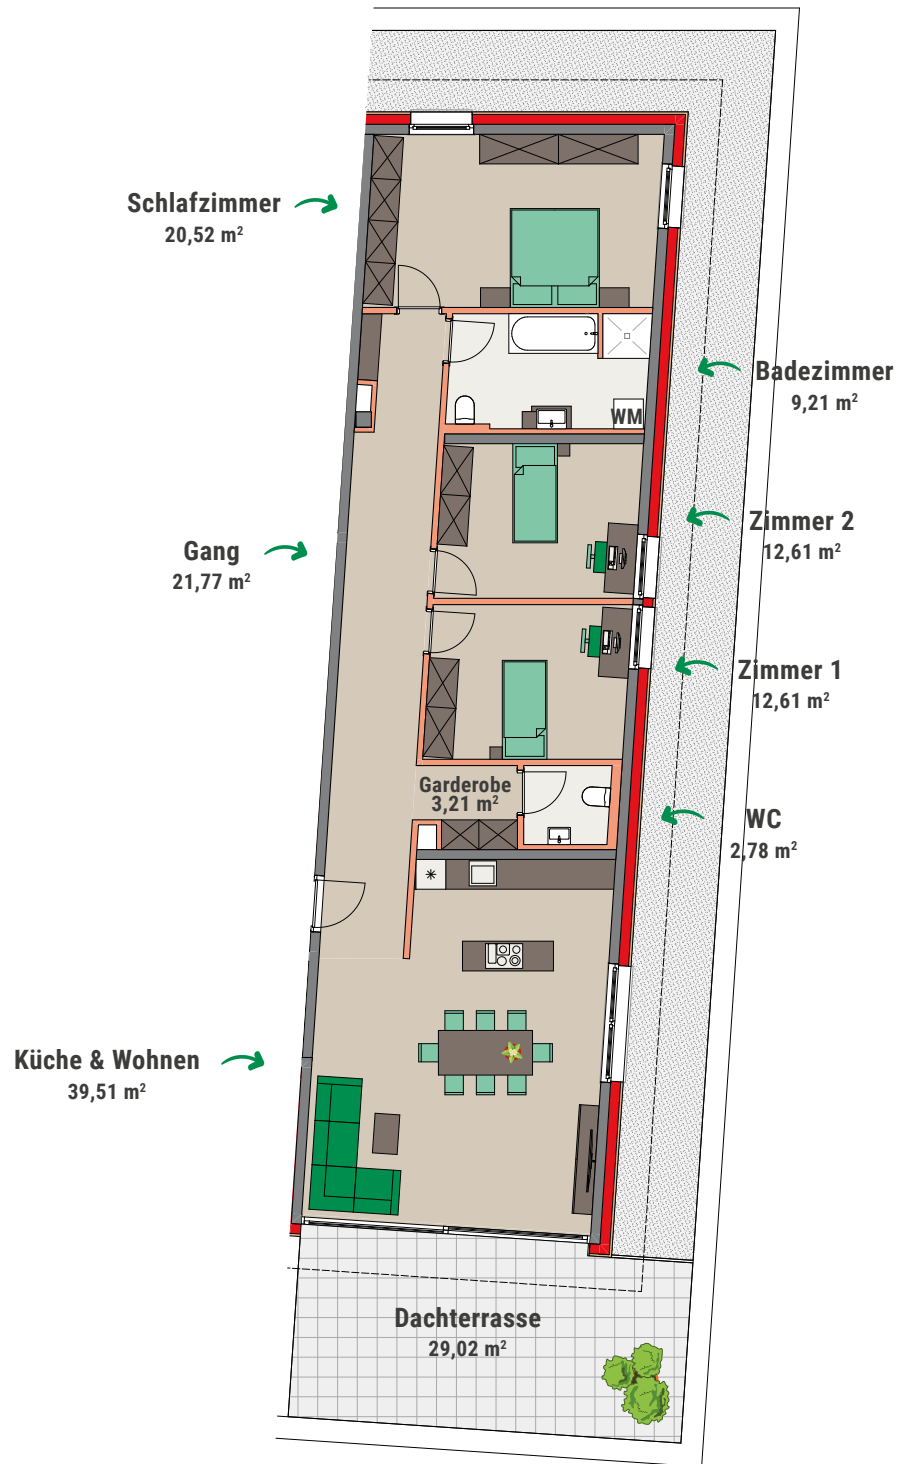 Schlafzimmer
20,52 m²
Badezimmer
9,21 m²
WM
Zimmer 2
12,61 m²
Gang
21,77 m²
Zimmer 1
12,61 m²
Garderobe
3,21 m²
WC
2,78 m²
Küche & Wohnen
39,51 m²
Dachterrasse
29,02 m²